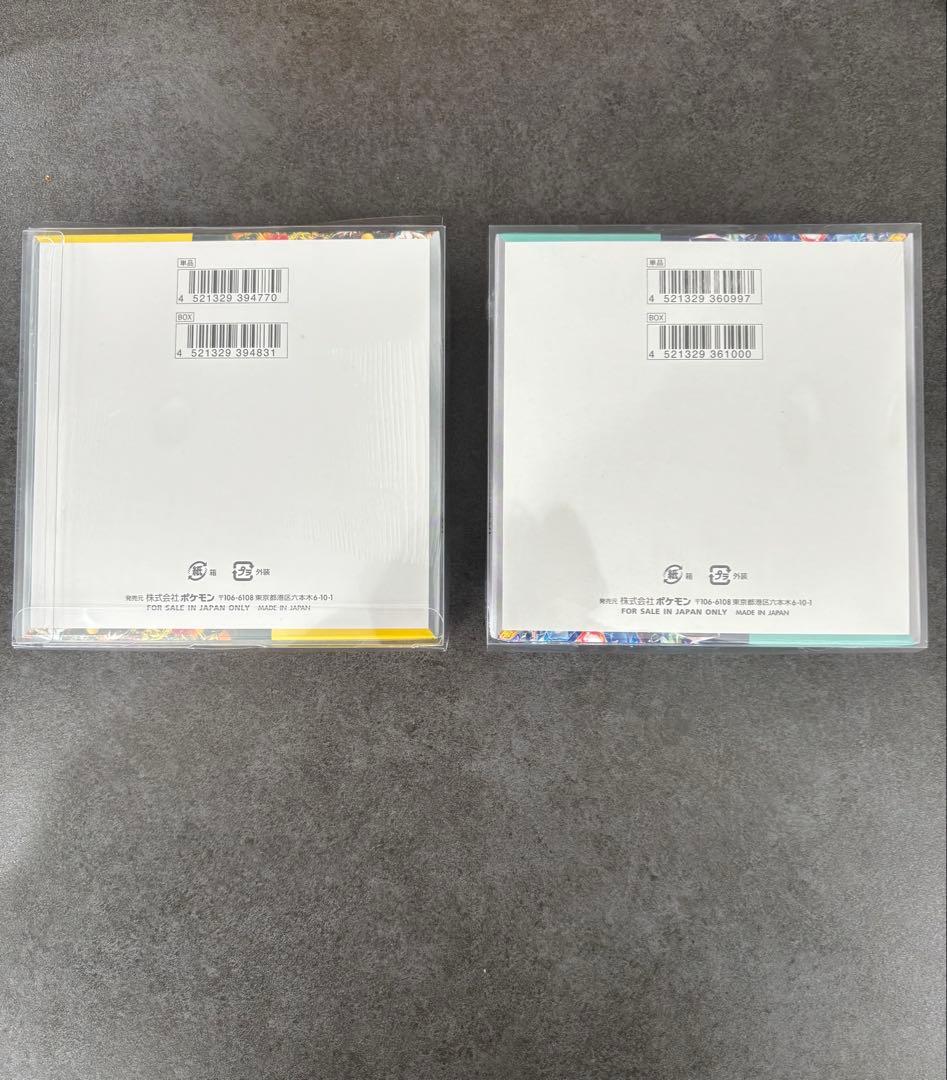 単品
4 521329 394770
BOX
4 521329 394831
紙 箱 プラ 外装
発売元 株式会社 ポケモン 〒106-6108 東京都港区六本木6-10-1
FOR SALE IN JAPAN ONLY MADE IN JAPAN
単品
4 521329 360997
BOX
4 521329 361000
紙 箱 プラ 外装
発売元 株式会社 ポケモン 〒106-6108 東京都港区六本木6-10-1
FOR SALE IN JAPAN ONLY MADE IN JAPAN